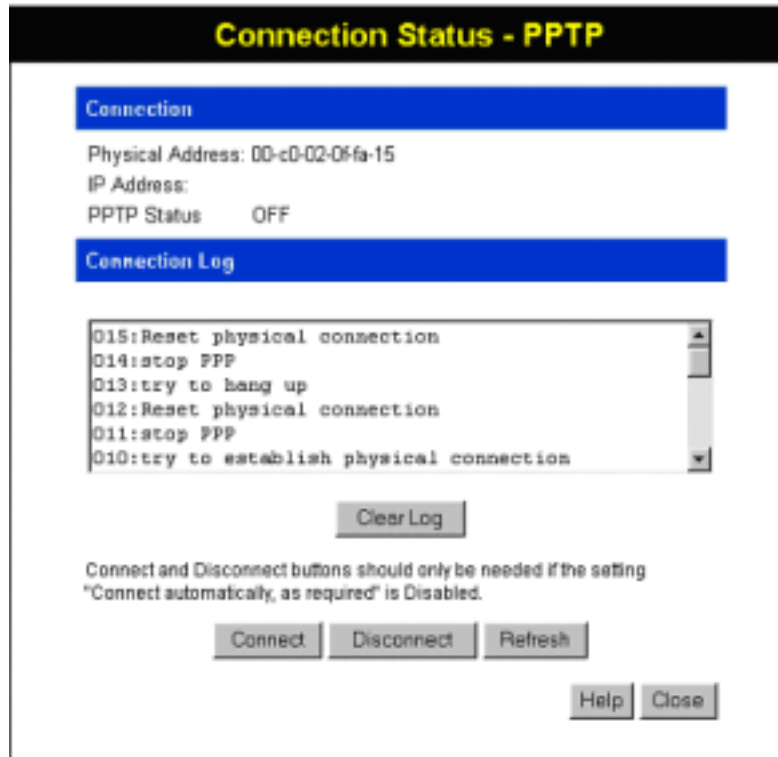 Connection Status - PPTP
Connection
Physical Address: 00-c0-02-0f-fa-15
IP Address:
PPTP Status OFF
Connection Log
015:Reset physical connection
014:stop PPP
013:try to hang up
012:Reset physical connection
011:stop PPP
010:try to establish physical connection
Clear Log
Connect and Disconnect buttons should only be needed if the setting
"Connect automatically, as required" is Disabled.
Connect Disconnect Refresh
Help Close